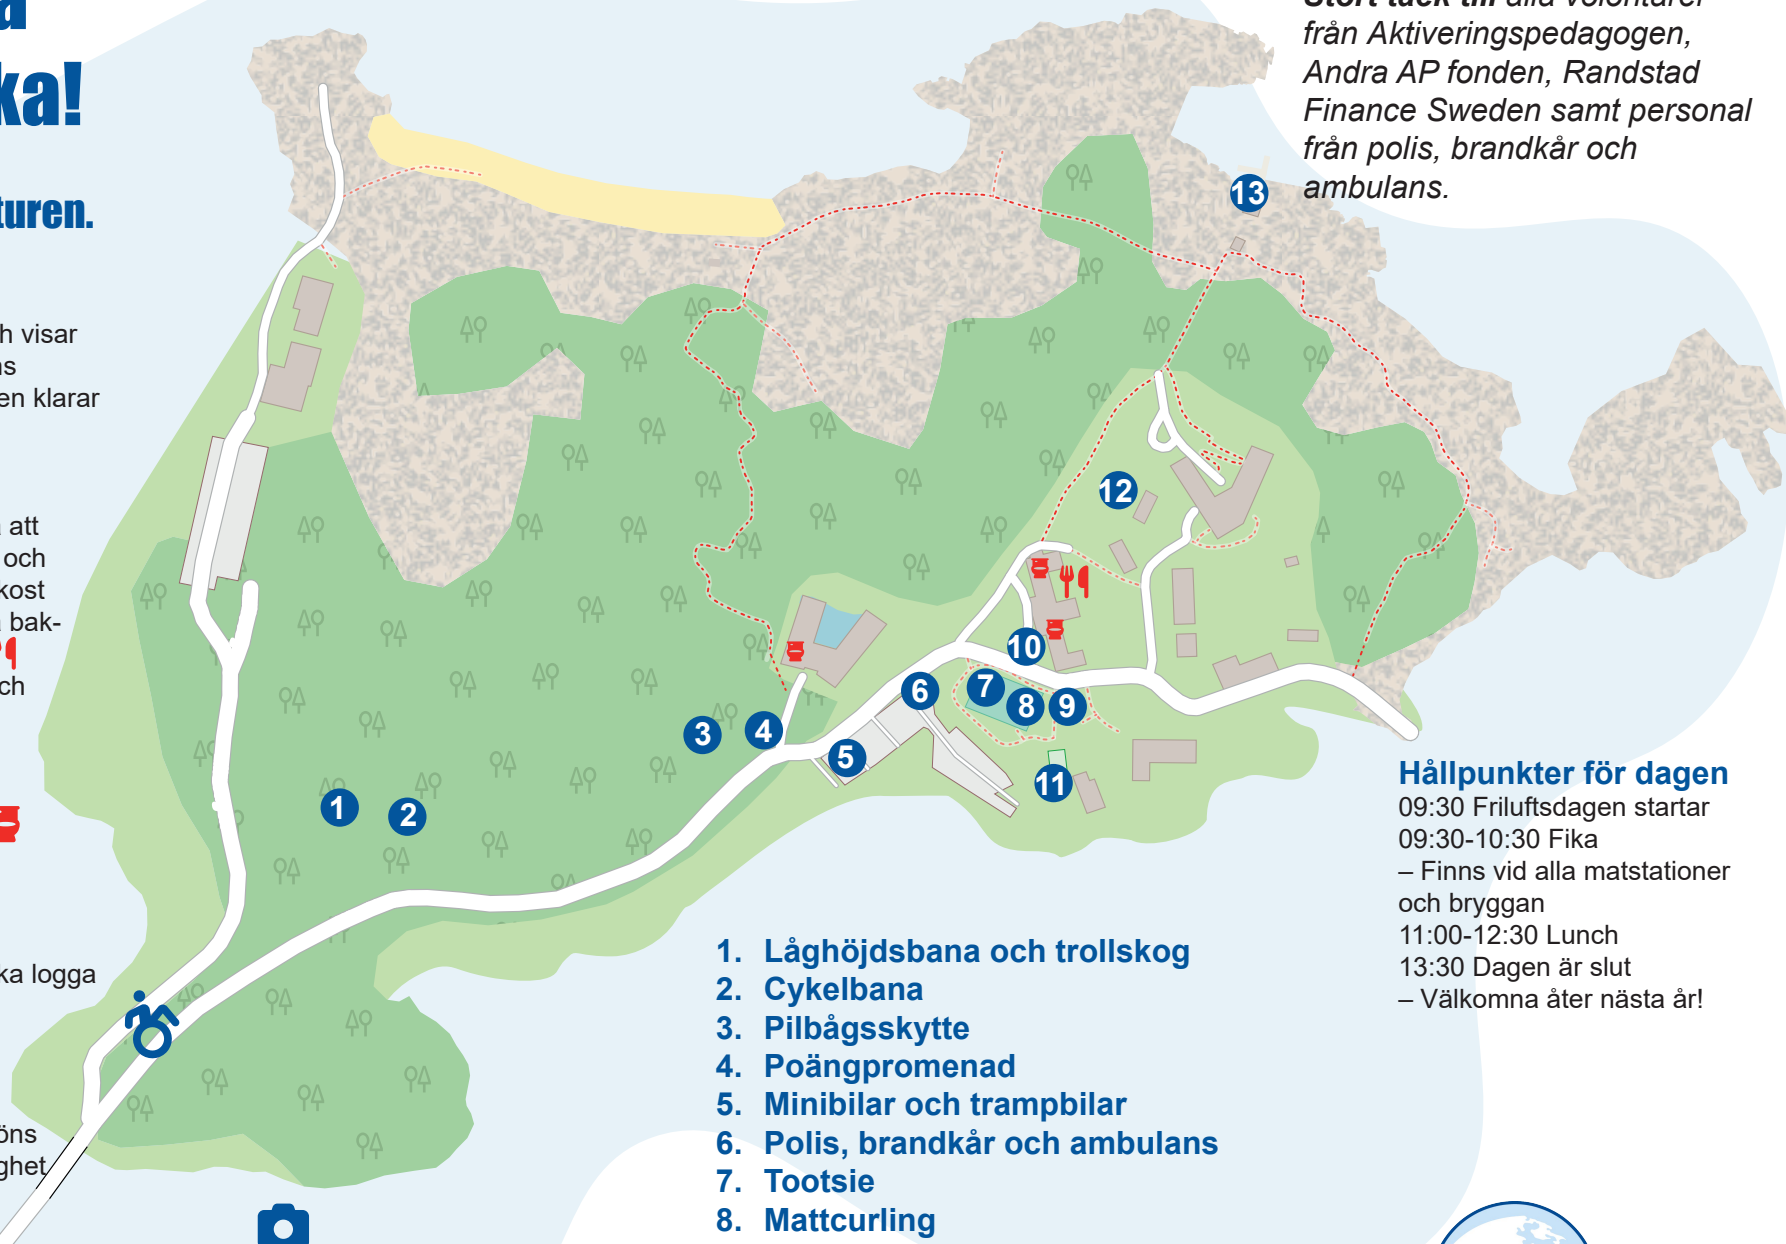 ka!
turen.
h visar
en klarar
att
och
kost
bak-
ch
ka logga
öns
ghet
Stort tack till alla volontärer
från Aktiveringspedagogen,
Andra AP fonden, Randstad
Finance Sweden samt personal
från polis, brandkår och
ambulans.
13
12
10
7
6
8
9
3
4
5
11
1
2
Hållpunkter för dagen
09:30 Friluftsdagen startar
09:30-10:30 Fika
– Finns vid alla matstationer
och bryggan
11:00-12:30 Lunch
13:30 Dagen är slut
– Välkomna åter nästa år!
1. Låghöjdsbana och trollskog
2. Cykelbana
3. Pilbågsskytte
4. Poängpromenad
5. Minibilar och trampbilar
6. Polis, brandkår och ambulans
7. Tootsie
8. Mattcurling